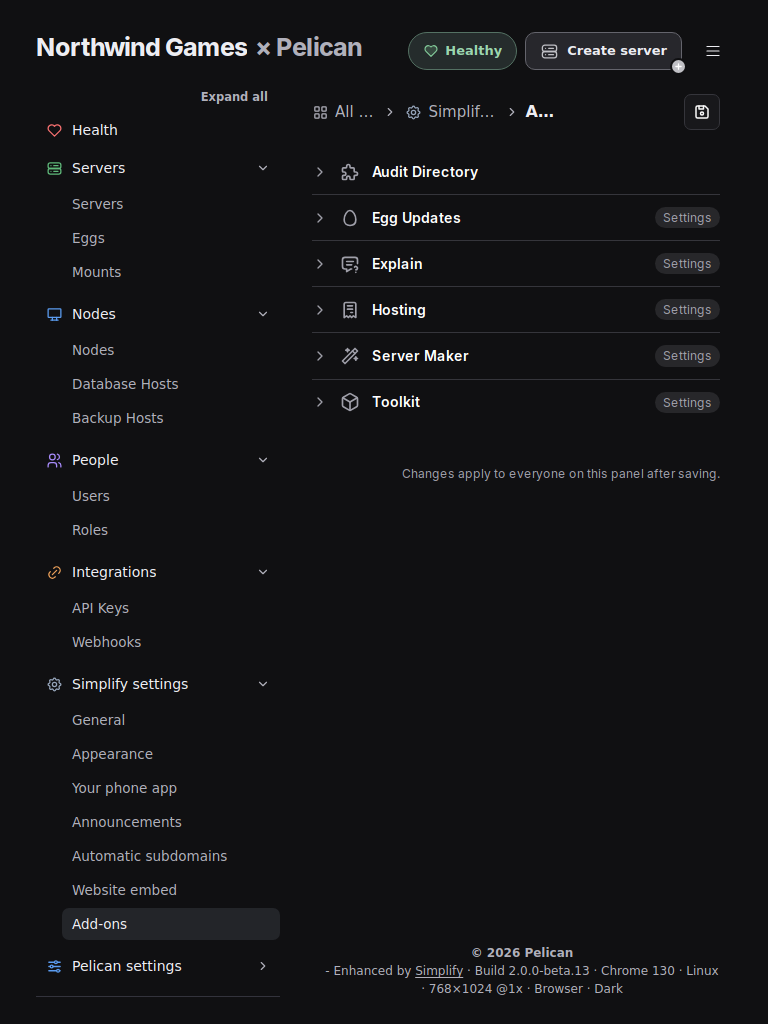 Northwind Games × Pelican
Healthy
Create server
Expand all
Health
Servers
Servers
Eggs
Mounts
Nodes
Nodes
Database Hosts
Backup Hosts
People
Users
Roles
Integrations
API Keys
Webhooks
Simplify settings
General
Appearance
Your phone app
Announcements
Automatic subdomains
Website embed
Add-ons
Pelican settings
All ... › Simplif... › A...
Audit Directory
Egg Updates Settings
Explain Settings
Hosting Settings
Server Maker Settings
Toolkit Settings
Changes apply to everyone on this panel after saving.
© 2026 Pelican
- Enhanced by Simplify · Build 2.0.0-beta.13 · Chrome 130 · Linux
· 768×1024 @1x · Browser · Dark